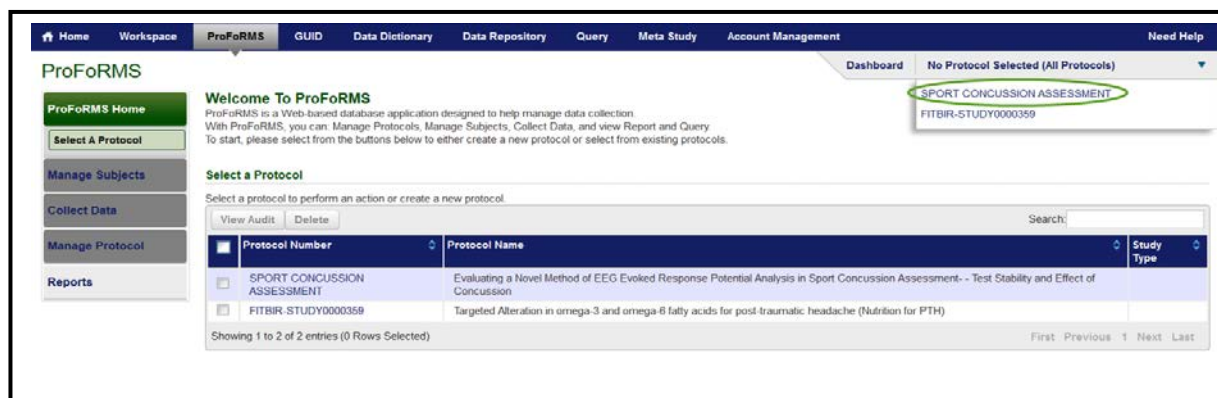 Home Workspace ProFoRMS GUID Data Dictionary Data Repository Query Meta Study Account Management Need Help
ProFoRMS
Dashboard No Protocol Selected (All Protocols)
SPORT CONCUSSION ASSESSMENT
FITBIR-STUDY0000359
ProFoRMS Home
Select A Protocol
Manage Subjects
Collect Data
Manage Protocol
Reports
Welcome To ProFoRMS
ProFoRMS is a Web-based database application designed to help manage data collection.
With ProFoRMS, you can: Manage Protocols, Manage Subjects, Collect Data, and view Report and Query.
To start, please select from the buttons below to either create a new protocol or select from existing protocols.
Select a Protocol
Select a protocol to perform an action or create a new protocol.
View Audit Delete Search:
Protocol Number Protocol Name Study
Type
SPORT CONCUSSION Evaluating a Novel Method of EEG Evoked Response Potential Analysis in Sport Concussion Assessment- - Test Stability and Effect of
ASSESSMENT Concussion
FITBIR-STUDY0000359 Targeted Alteration in omega-3 and omega-6 fatty acids for post-traumatic headache (Nutrition for PTH)
Showing 1 to 2 of 2 entries (0 Rows Selected) First Previous 1 Next Last